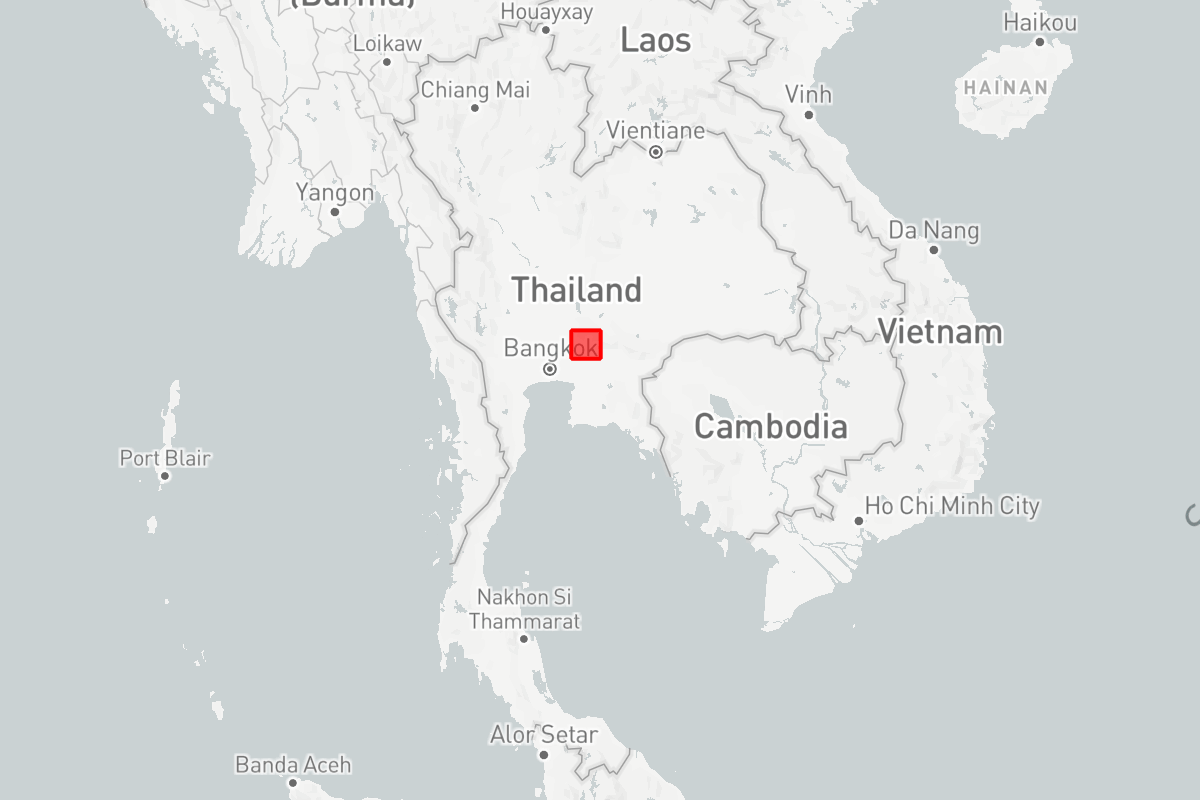 (Burma)
Houayxay
Haikou
Loikaw
Laos
Chiang Mai
HAINAN
Vinh
Vientiane
Yangon
Da Nang
Thailand
Vietnam
Bangkok
Cambodia
Port Blair
Ho Chi Minh City
Nakhon Si
Thammarat
Alor Setar
Banda Aceh